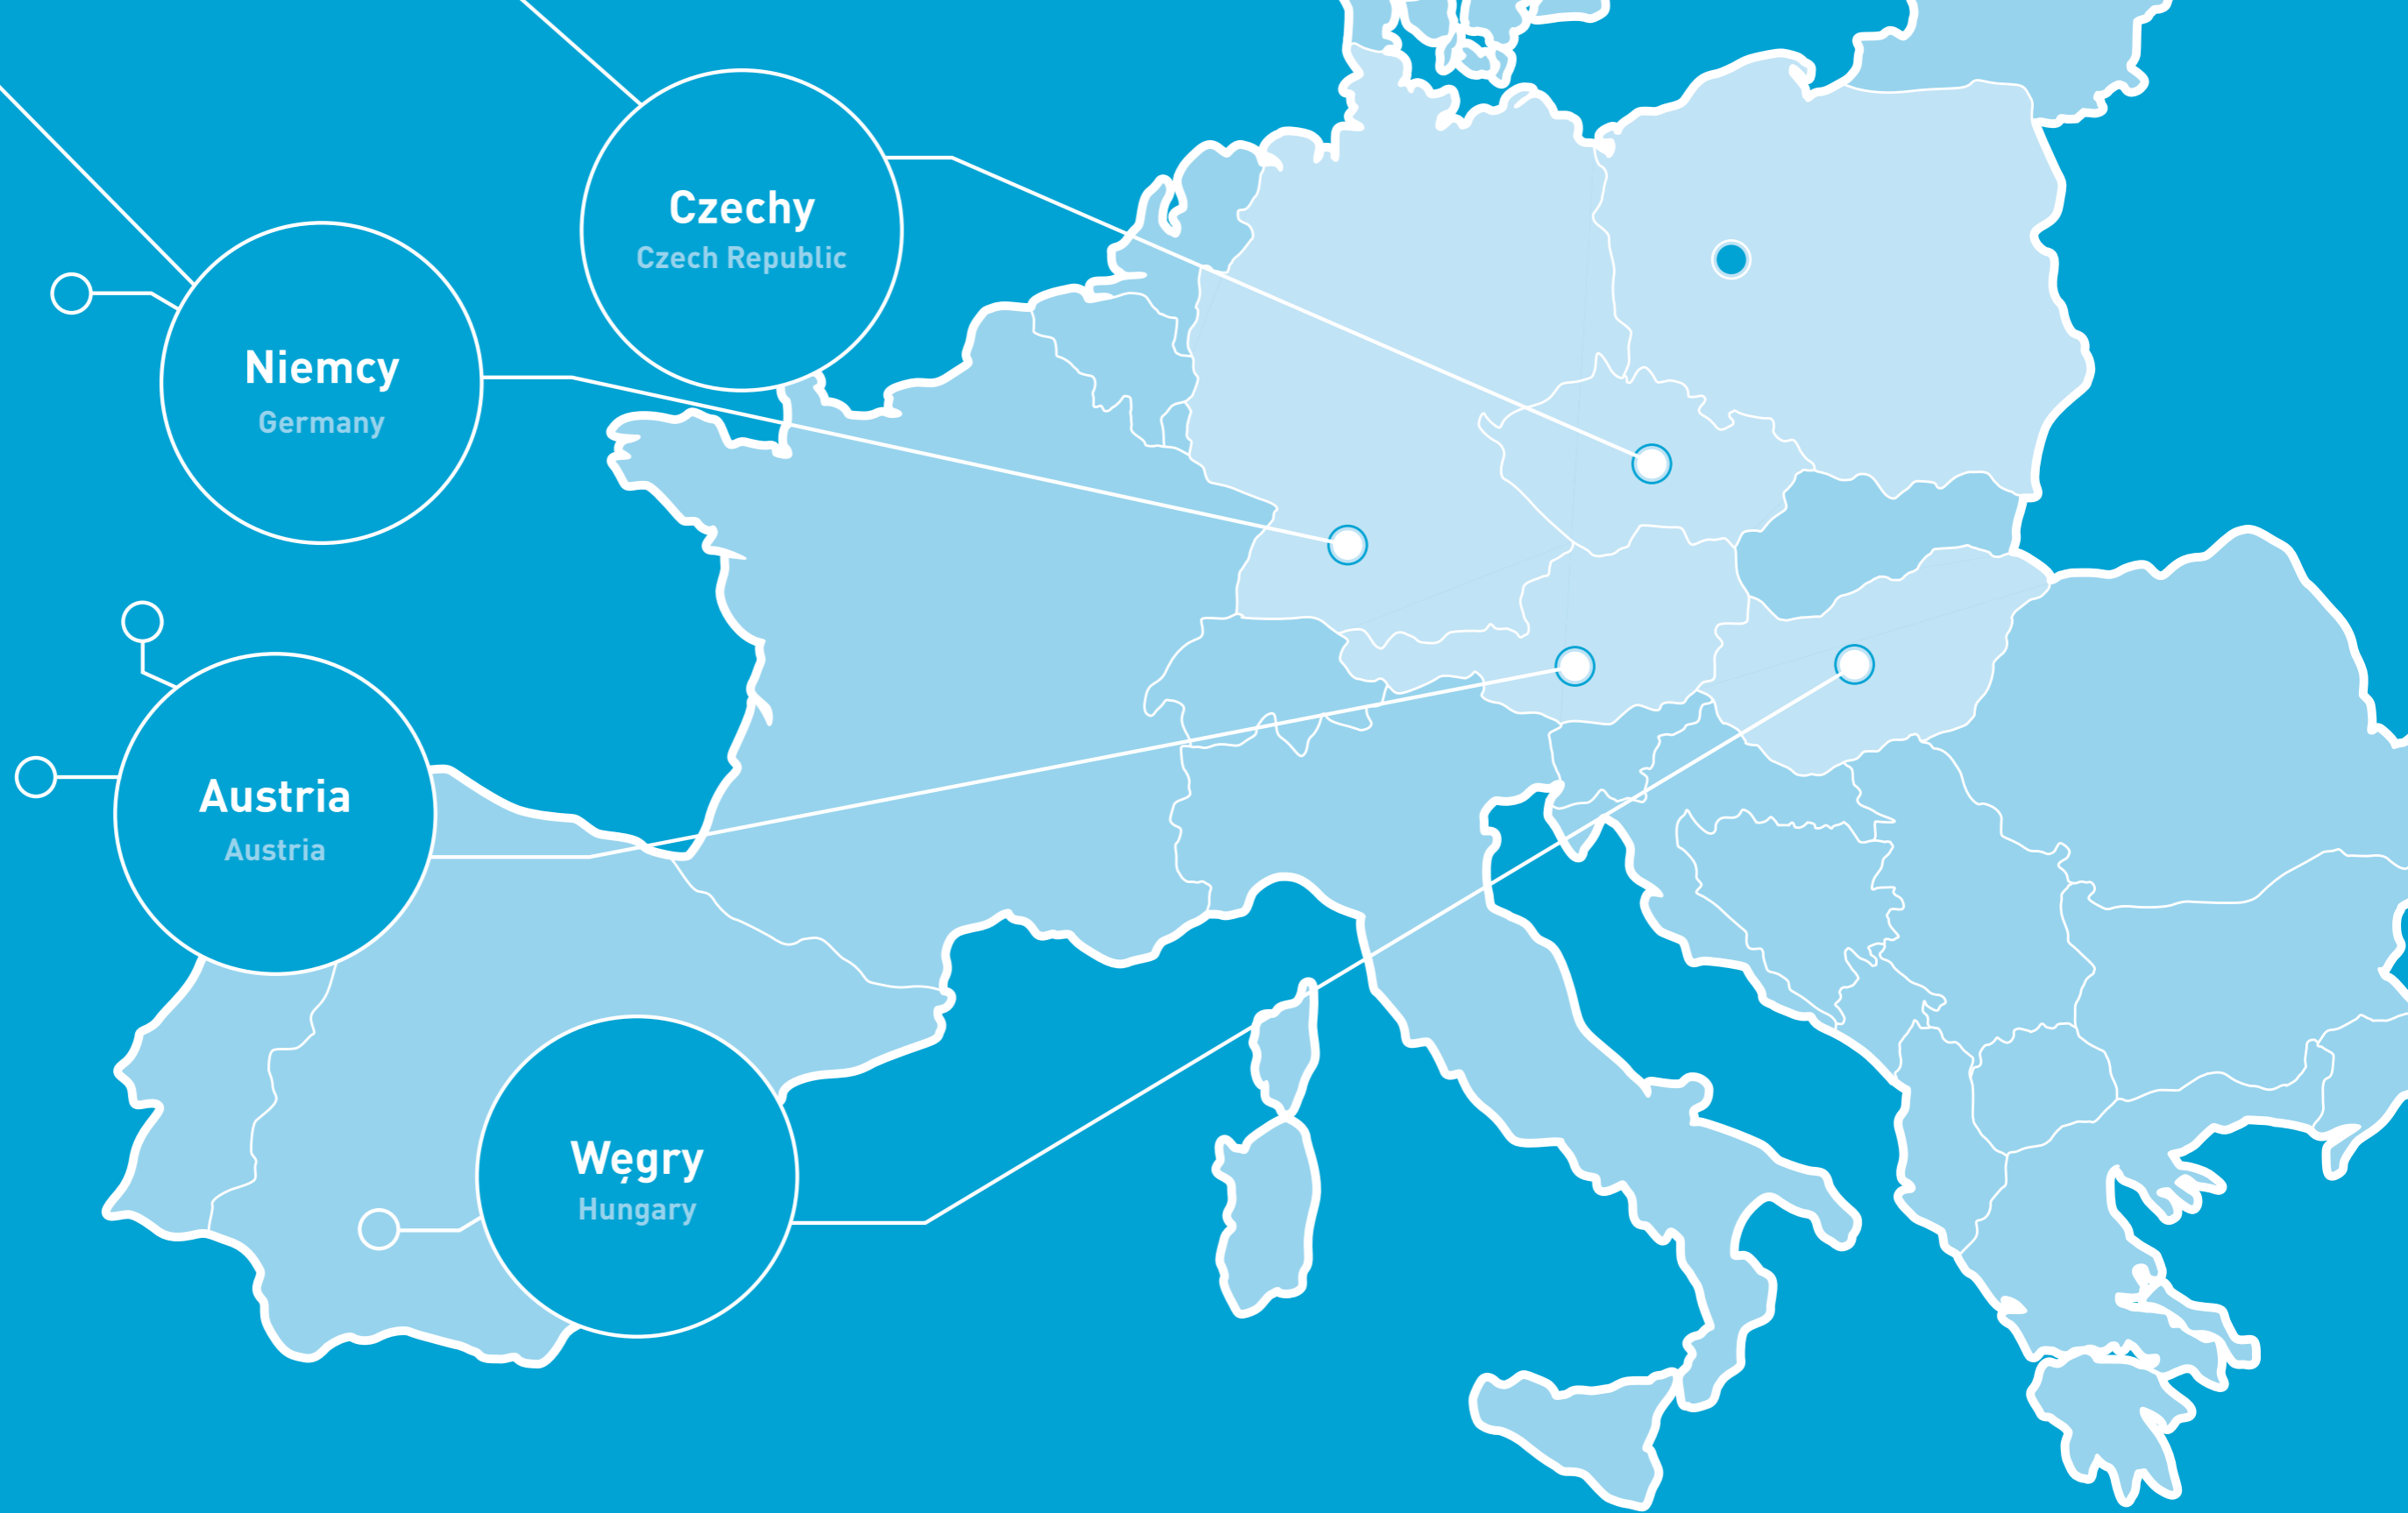 Czechy
Czech Republic
Niemcy
Germany
Austria
Austria
Węgry
Hungary